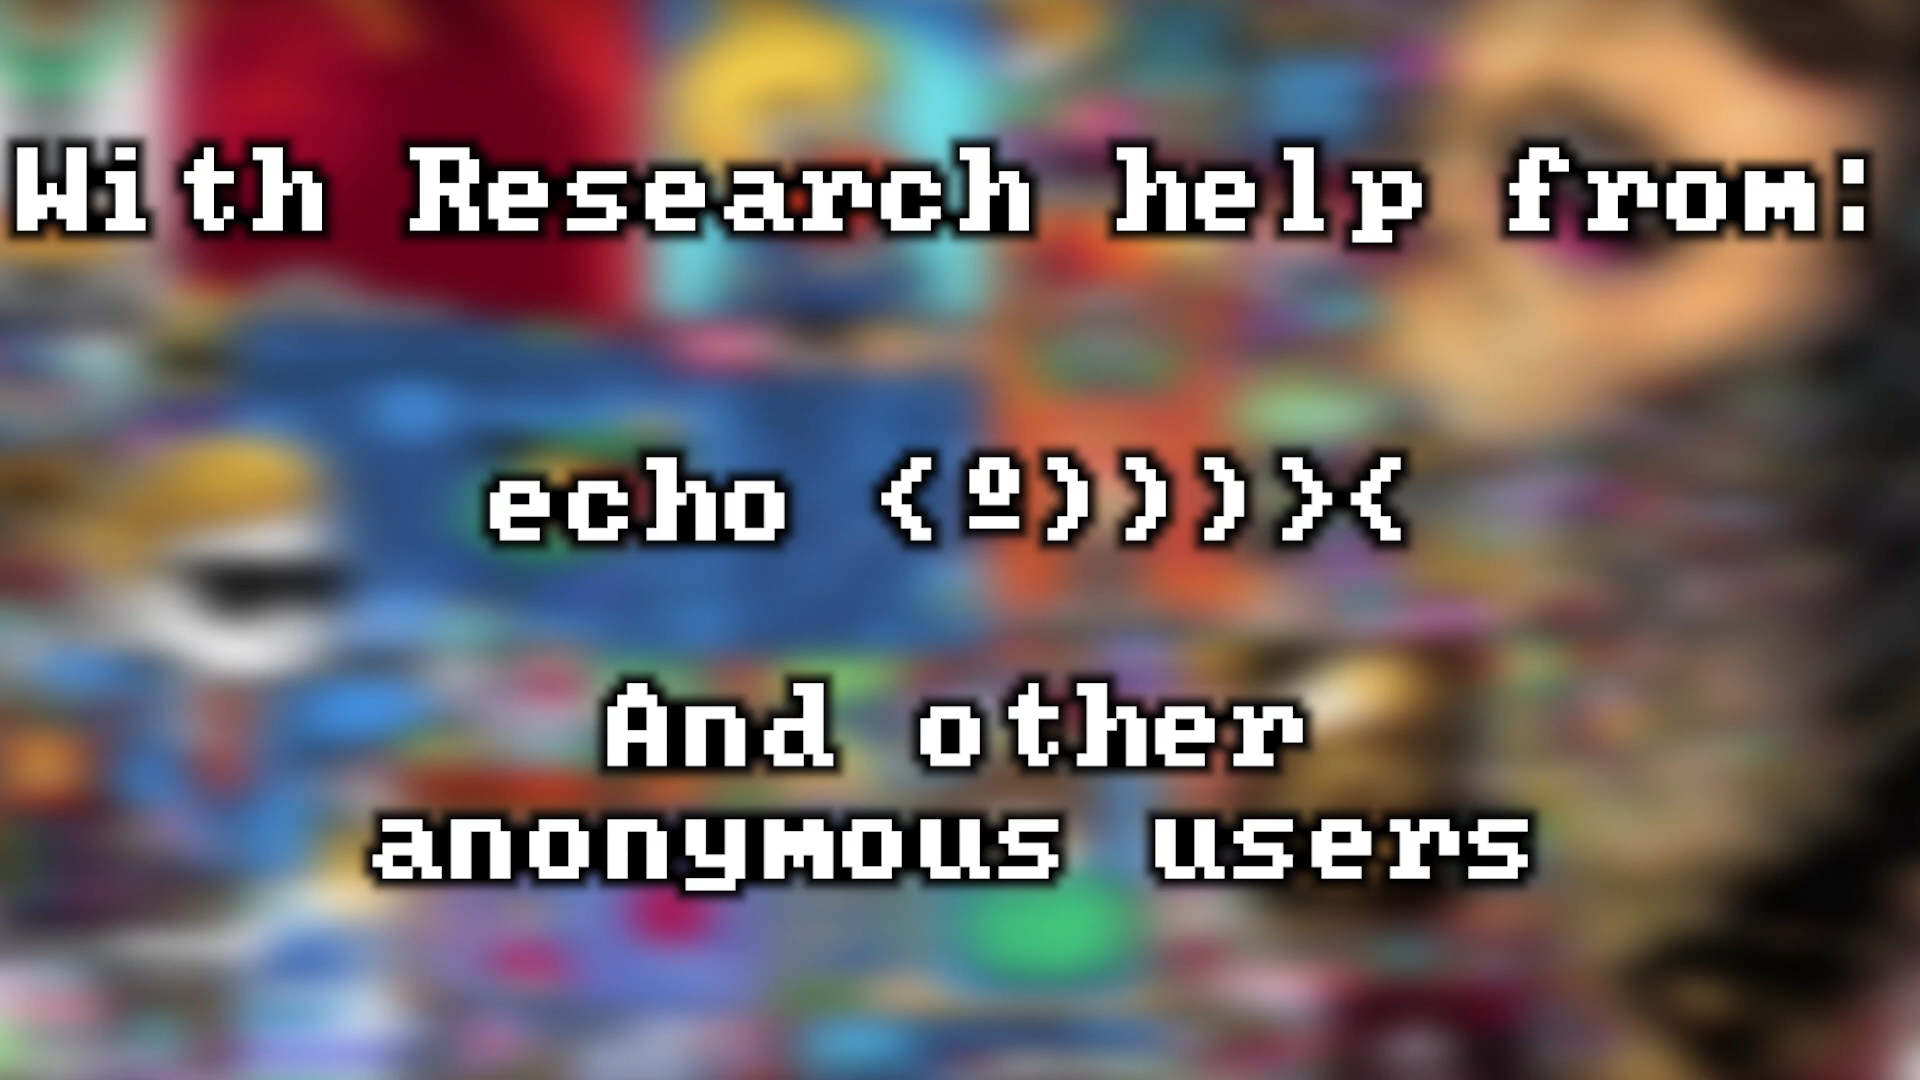 With Research help from:
echo <º)))><
And other
anonymous users